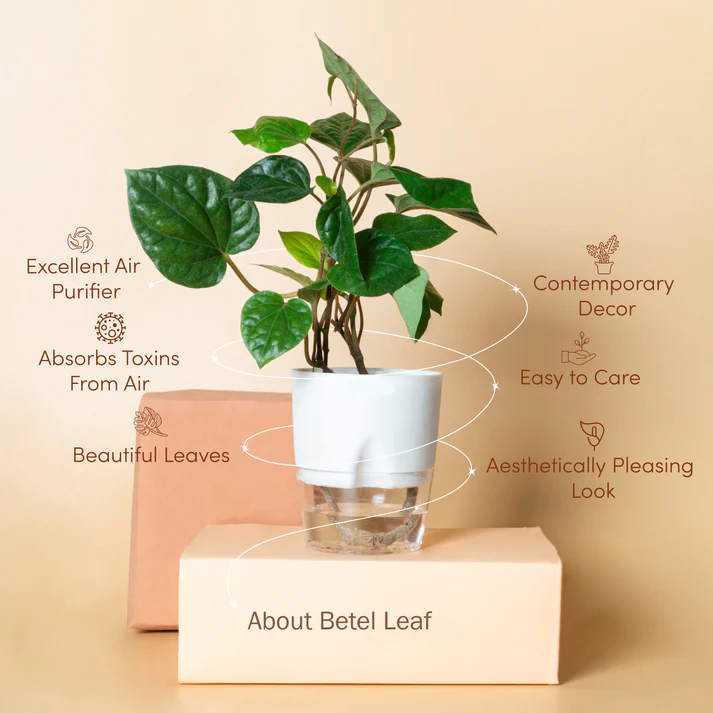 Excellent Air
Purifier
Absorbs Toxins
From Air
Beautiful Leaves
Contemporary
Decor
Easy to Care
Aesthetically Pleasing
Look
About Betel Leaf